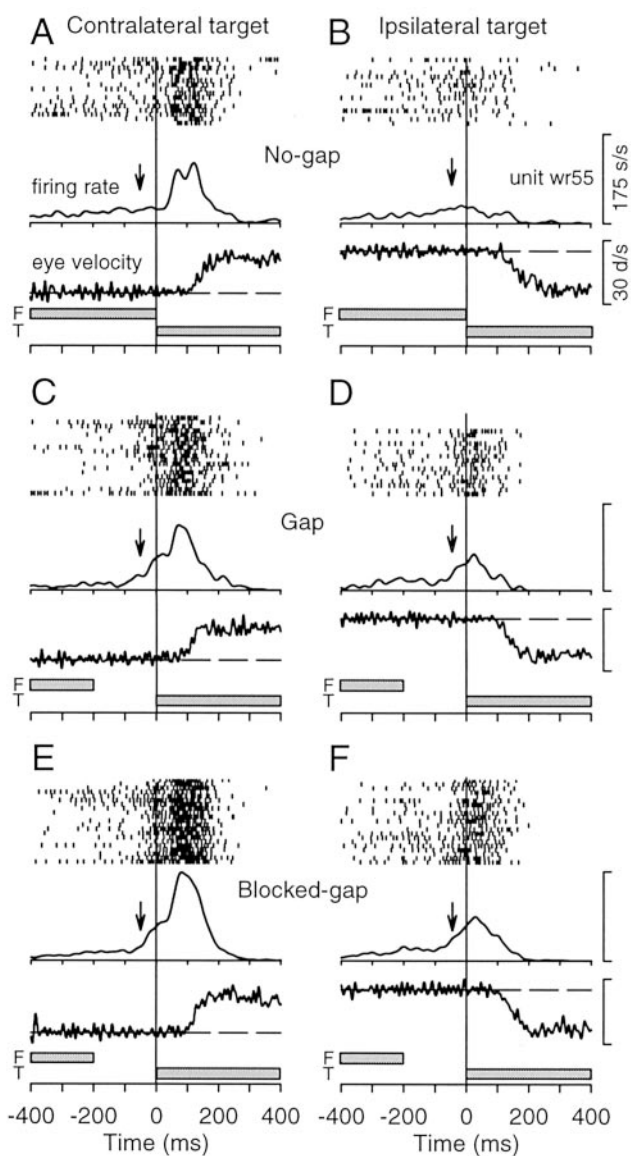 A Contralateral target
B Ipsilateral target
No-gap
firing rate
unit wr55
175 s/s
eye velocity
30 d/s
F
T
F
T
C
D
Gap
F
T
F
T
E
F
Blocked-gap
F
T
F
T
-400 -200 0 200 400
-400 -200 0 200 400
Time (ms)
Time (ms)